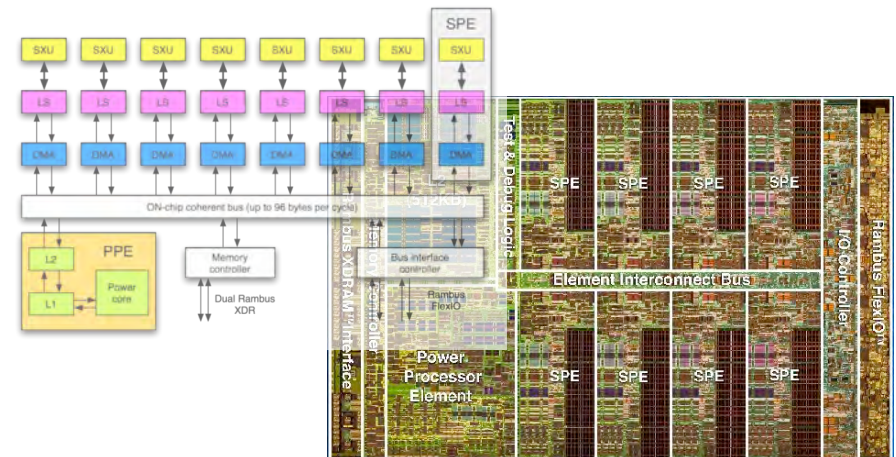 SPE
SXU SXU SXU SXU SXU SXU SXU SXU
LS LS LS LS LS LS LS LS
DMA DMA DMA DMA DMA DMA DMA DMA
ON-chip coherent bus (up to 96 bytes per cycle)
PPE
L2
L1
Power
core
Memory
controller
Dual Rambus
XDR
Bus interface
controller
Rambus
FlexIO
(512KB)
Rambus XDRAM™ Interface
Memory Controller
Power
Processor
Element
Test & Debug Logic
SPE SPE SPE SPE
Element Interconnect Bus
SPE SPE SPE SPE
I/O Controller
Rambus FlexIO™